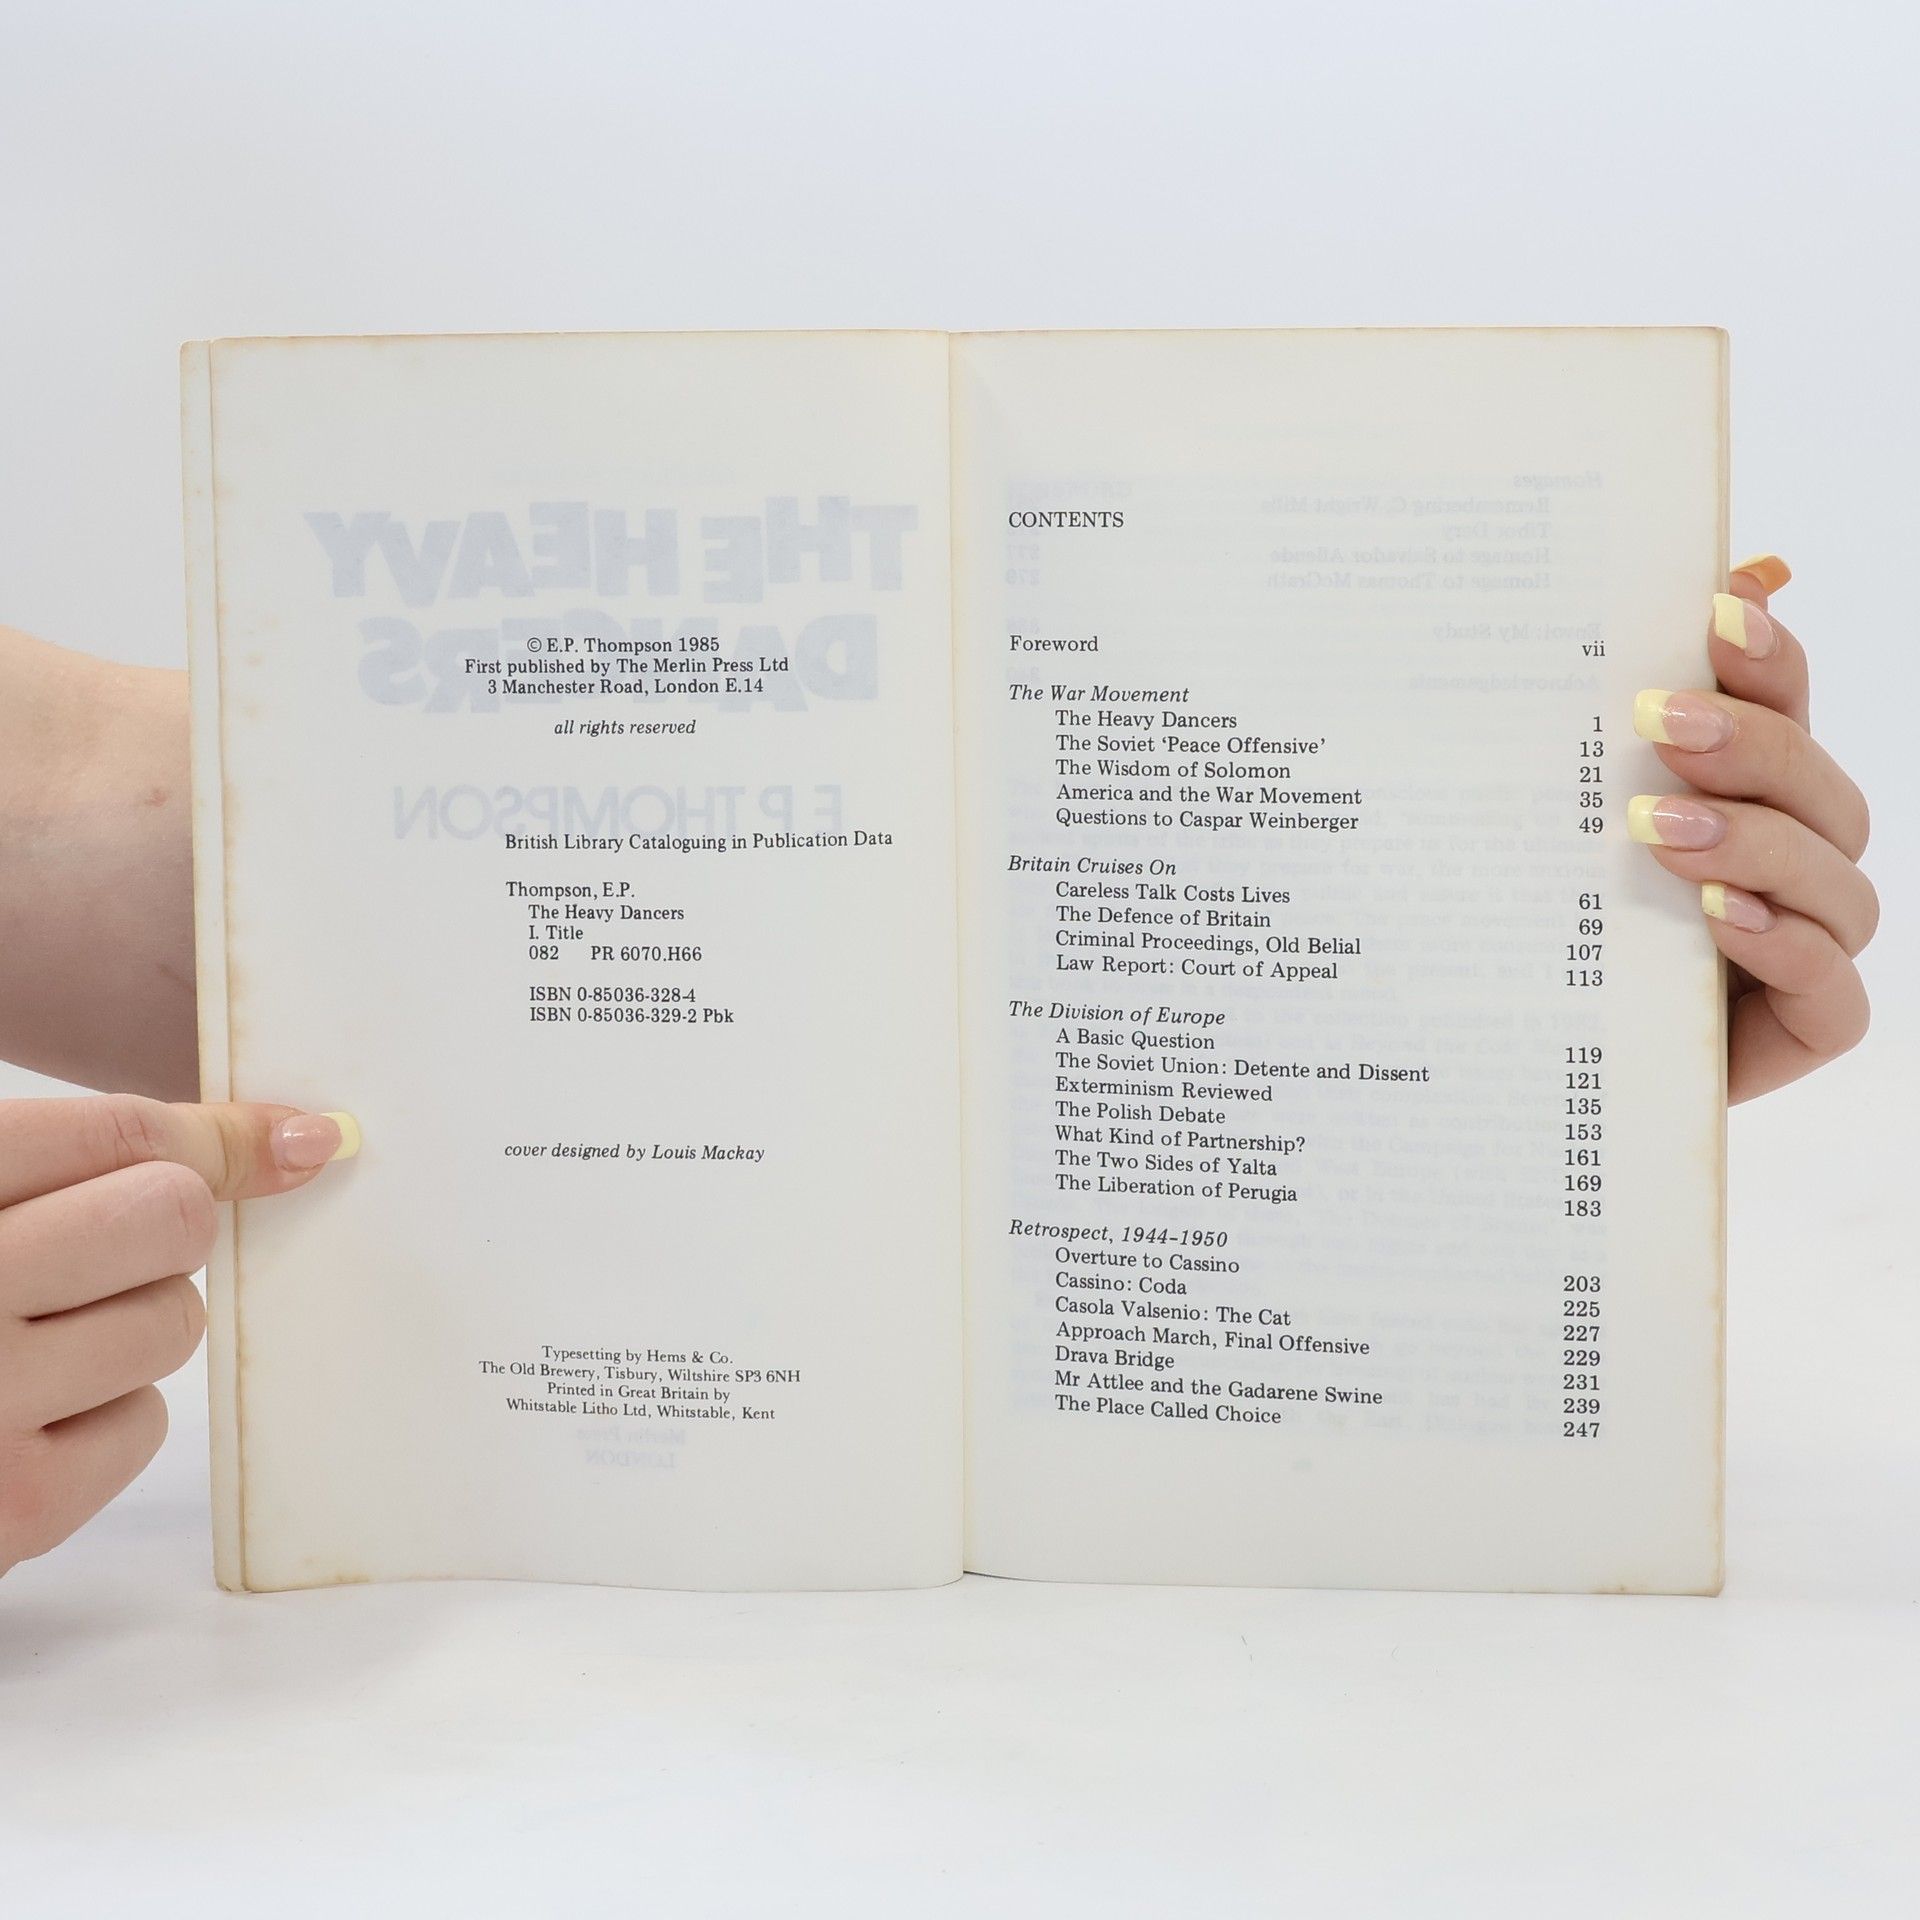 © E.P. Thompson 1985
First published by The Merlin Press Ltd
3 Manchester Road, London E.14
all rights reserved
British Library Cataloguing in Publication Data
Thompson, E.P.
The Heavy Dancers
I. Title
082 PR 6070.H66
ISBN 0-85036-328-4
ISBN 0-85036-329-2 Pbk
cover designed by Louis Mackay
Typesetting by Hems & Co.
The Old Brewery, Tisbury, Wiltshire SP3 6NH
Printed in Great Britain by
Whitstable Litho Ltd, Whitstable, Kent
CONTENTS
Foreword vii
The War Movement
The Heavy Dancers 1
The Soviet ‘Peace Offensive’ 13
The Wisdom of Solomon 21
America and the War Movement 35
Questions to Caspar Weinberger 49
Britain Cruises On
Careless Talk Costs Lives 61
The Defence of Britain 69
Criminal Proceedings, Old Belial 107
Law Report: Court of Appeal 113
The Division of Europe
A Basic Question 119
The Soviet Union: Detente and Dissent 121
Exterminism Reviewed 135
The Polish Debate 153
What Kind of Partnership? 161
The Two Sides of Yalta 169
The Liberation of Perugia 183
Retrospect, 1944-1950
Overture to Cassino 203
Cassino: Coda 225
Casola Valsenio: The Cat 227
Approach March, Final Offensive 229
Drava Bridge 231
Mr Attlee and the Gadarene Swine 239
The Place Called Choice 247